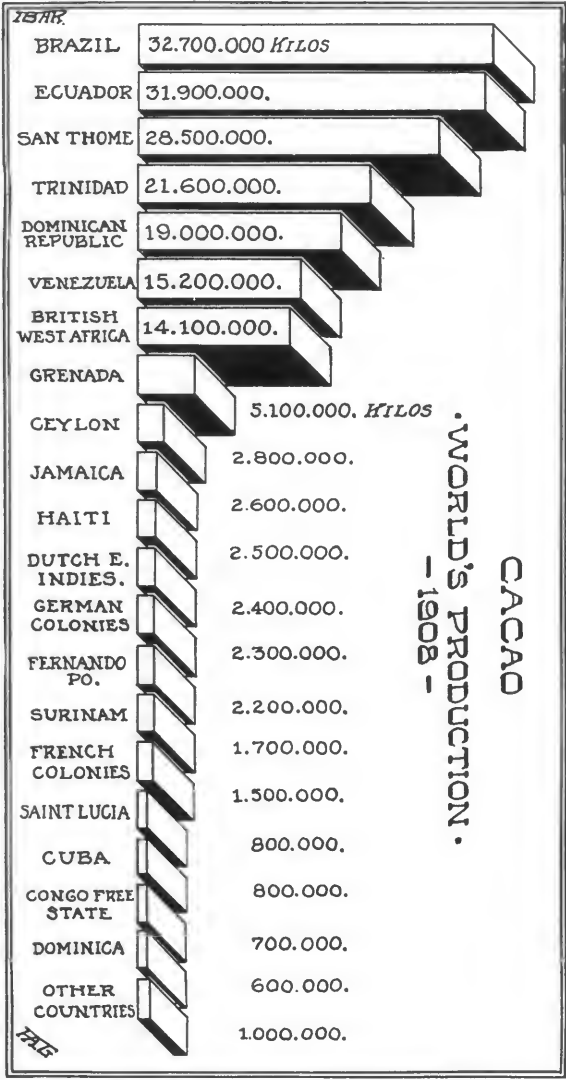 BRAZIL 32.700.000 KILOS
ECUADOR 31.900.000.
SAN THOME 28.500.000.
TRINIDAD 21.600.000.
DOMINICAN
REPUBLIC 19.000.000.
VENEZUELA 15.200.000.
BRITISH
WEST AFRICA 14.100.000.
GRENADA 5.100.000. KILOS
CEYLON 2.800.000.
JAMAICA 2.600.000.
HAITI 2.500.000.
DUTCH E.
INDIES. 2.400.000.
GERMAN
COLONIES 2.300.000.
FERNANDO
PO. 2.200.000.
SURINAM 1.700.000.
FRENCH
COLONIES 1.500.000.
SAINT LUCIA 800.000.
CUBA 800.000.
CONGO FREE
STATE 700.000.
DOMINICA 600.000.
OTHER
COUNTRIES 1.000.000.
CACAO
· WORLD'S PRODUCTION ·
- 1908 -